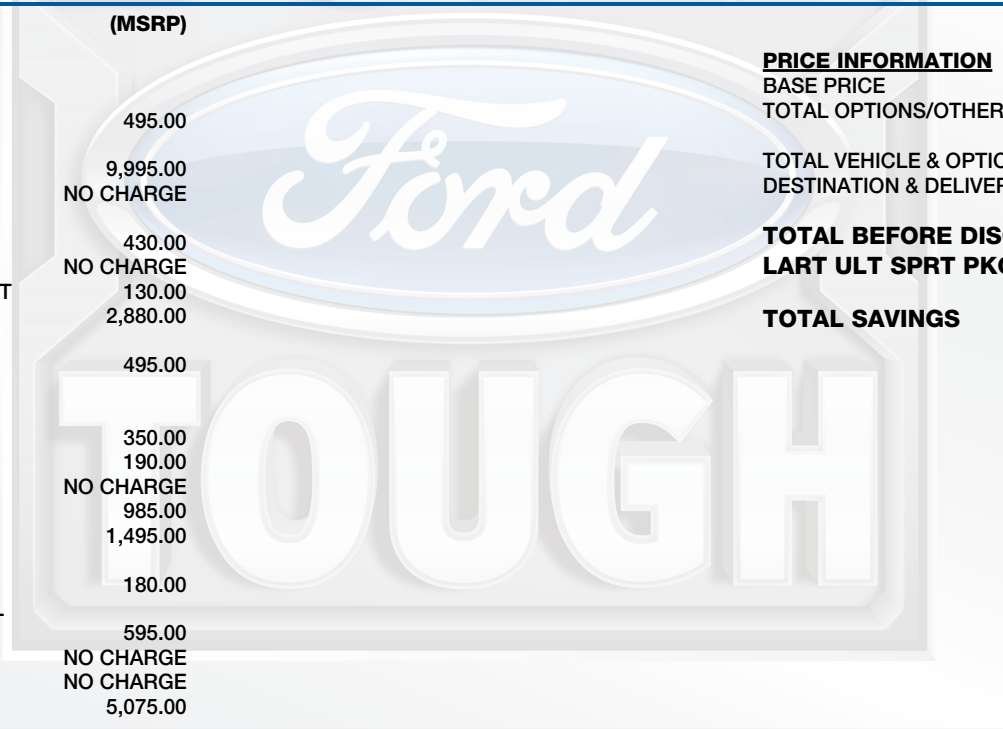 (MSRP)
495.00
9,995.00
NO CHARGE
430.00
NO CHARGE
T 130.00
2,880.00
495.00
350.00
190.00
NO CHARGE
985.00
1,495.00
180.00
595.00
NO CHARGE
NO CHARGE
5,075.00
PRICE INFORMATION
BASE PRICE
TOTAL OPTIONS/OTHER
TOTAL VEHICLE & OPTIO
DESTINATION & DELIVER
TOTAL BEFORE DIS
LART ULT SPRT PK
TOTAL SAVINGS
Ford
TOUGH